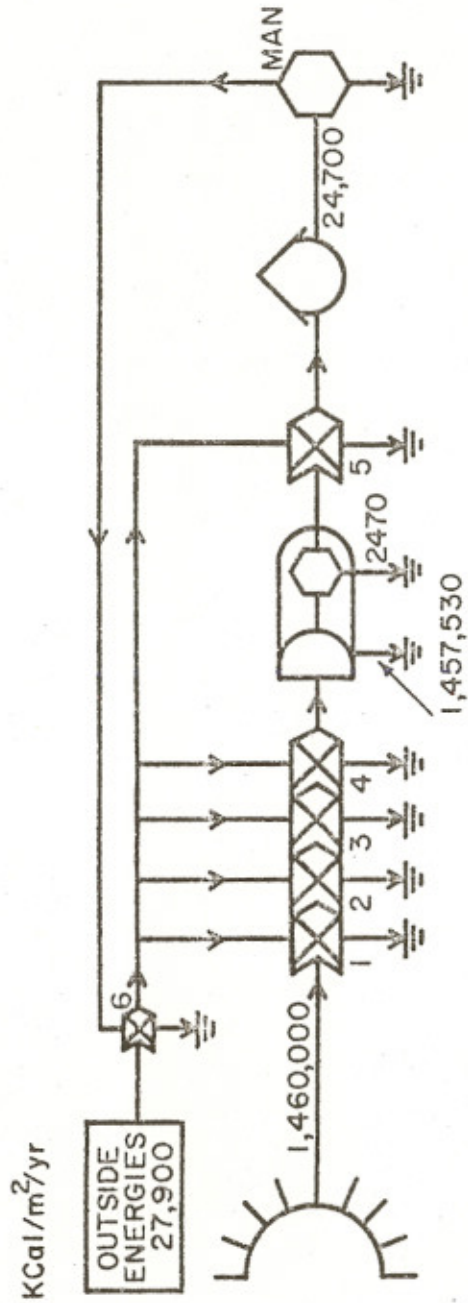 KCal/m²/yr
OUTSIDE
ENERGIES
27,900
6
MAN
1,460,000
1
2
3
4
5
24,700
2470
1,457,530